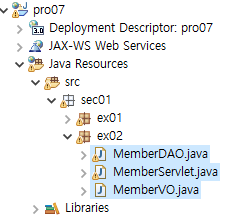 pro07
Deployment Descriptor: pro07
JAX-WS Web Services
Java Resources
src
sec01
ex01
ex02
MemberDAO.java
MemberServlet.java
MemberVO.java
Libraries